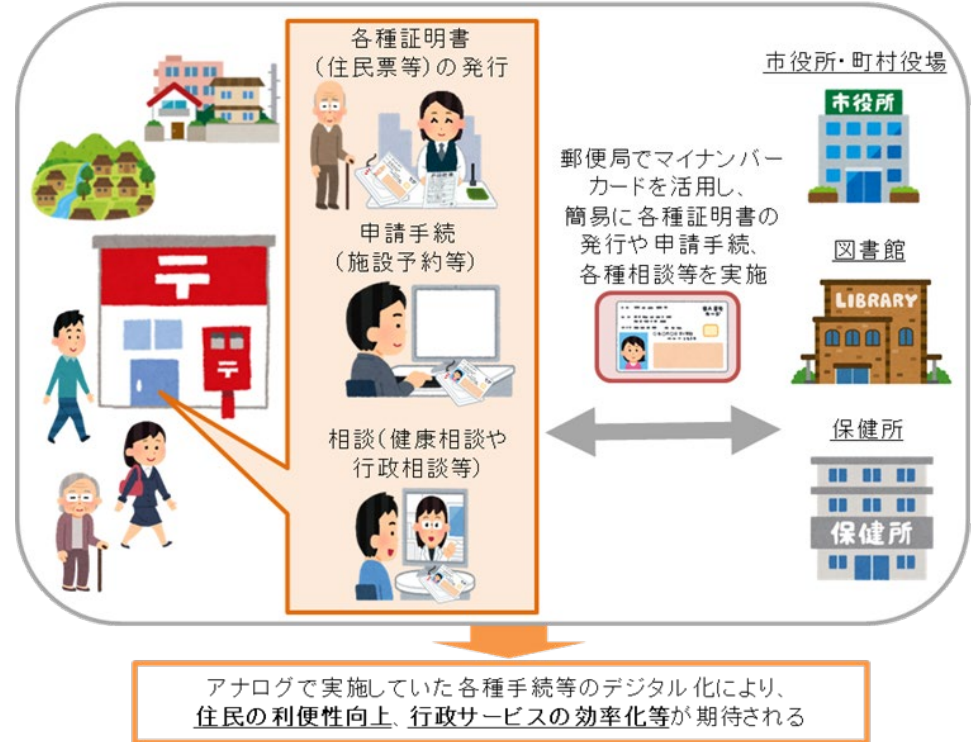 各種証明書
（住民票等）の発行
申請手続
（施設予約等）
相談（健康相談や
行政相談等）
郵便局でマイナンバー
カードを活用し、
簡易に各種証明書の
発行や申請手続、
各種相談等を実施
市役所・町村役場
市役所
図書館
LIBRARY
保健所
保健所
アナログで実施していた各種手続等のデジタル化により、
住民の利便性向上、行政サービスの効率化等が期待される